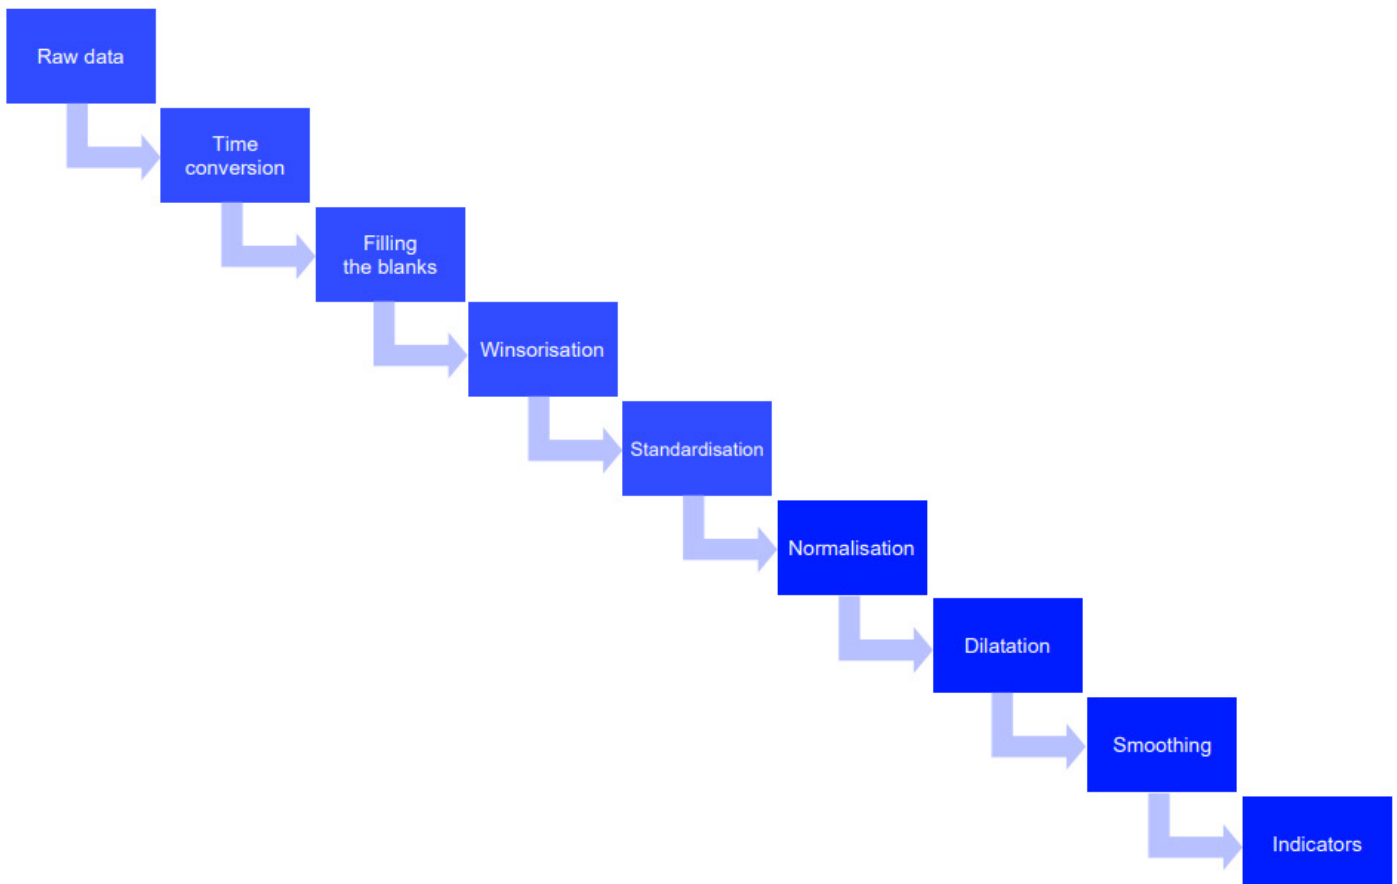 Raw data
Time
conversion
Filling
the blanks
Winsorisation
Standardisation
Normalisation
Dilatation
Smoothing
Indicators